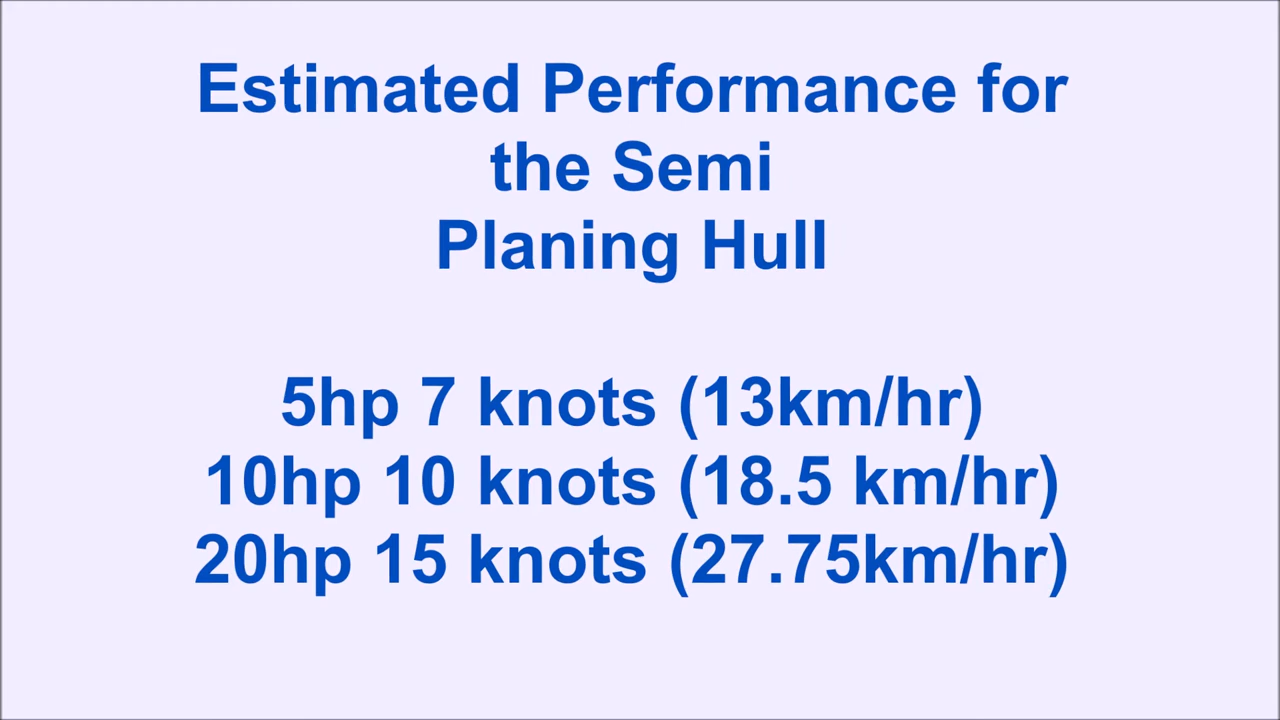 Estimated Performance for
the Semi
Planing Hull
5hp 7 knots (13km/hr)
10hp 10 knots (18.5 km/hr)
20hp 15 knots (27.75km/hr)